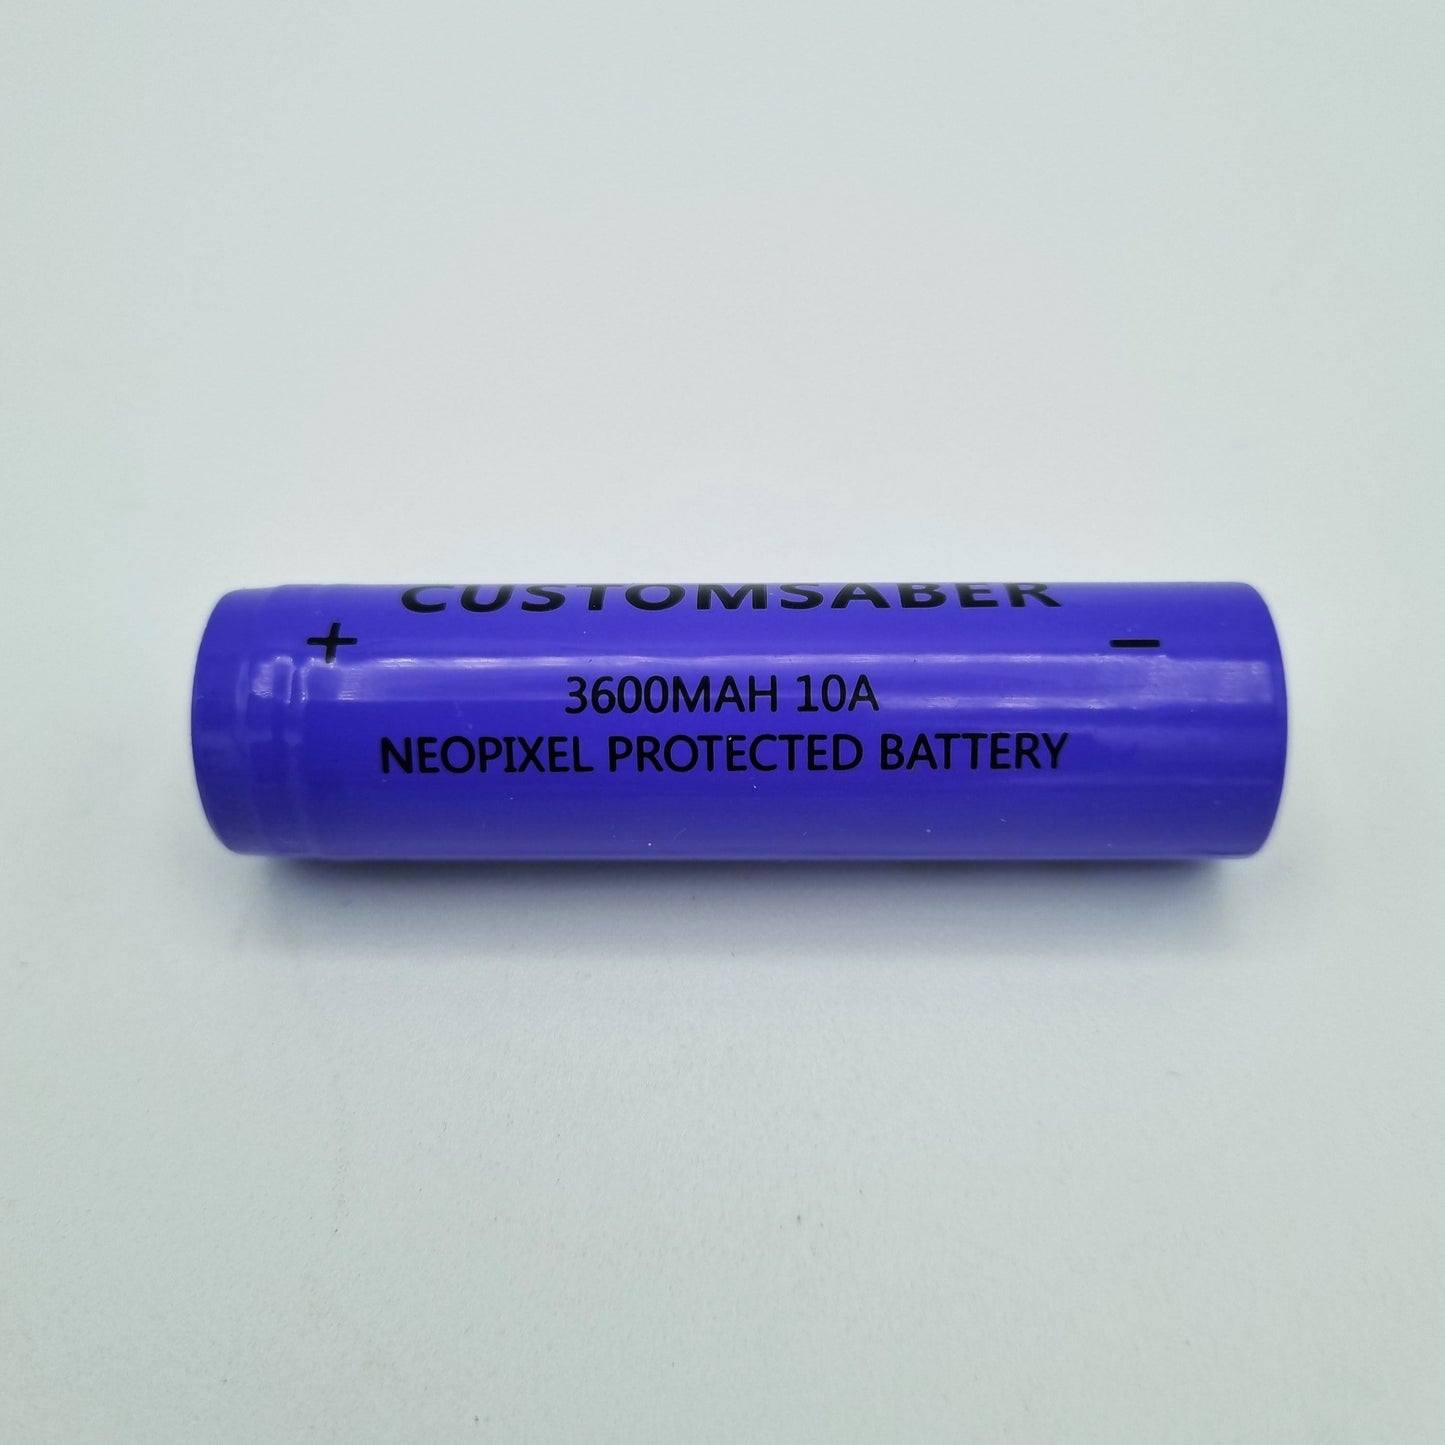 CUSTOMSABER
+ −
3600MAH 10A
NEOPIXEL PROTECTED BATTERY